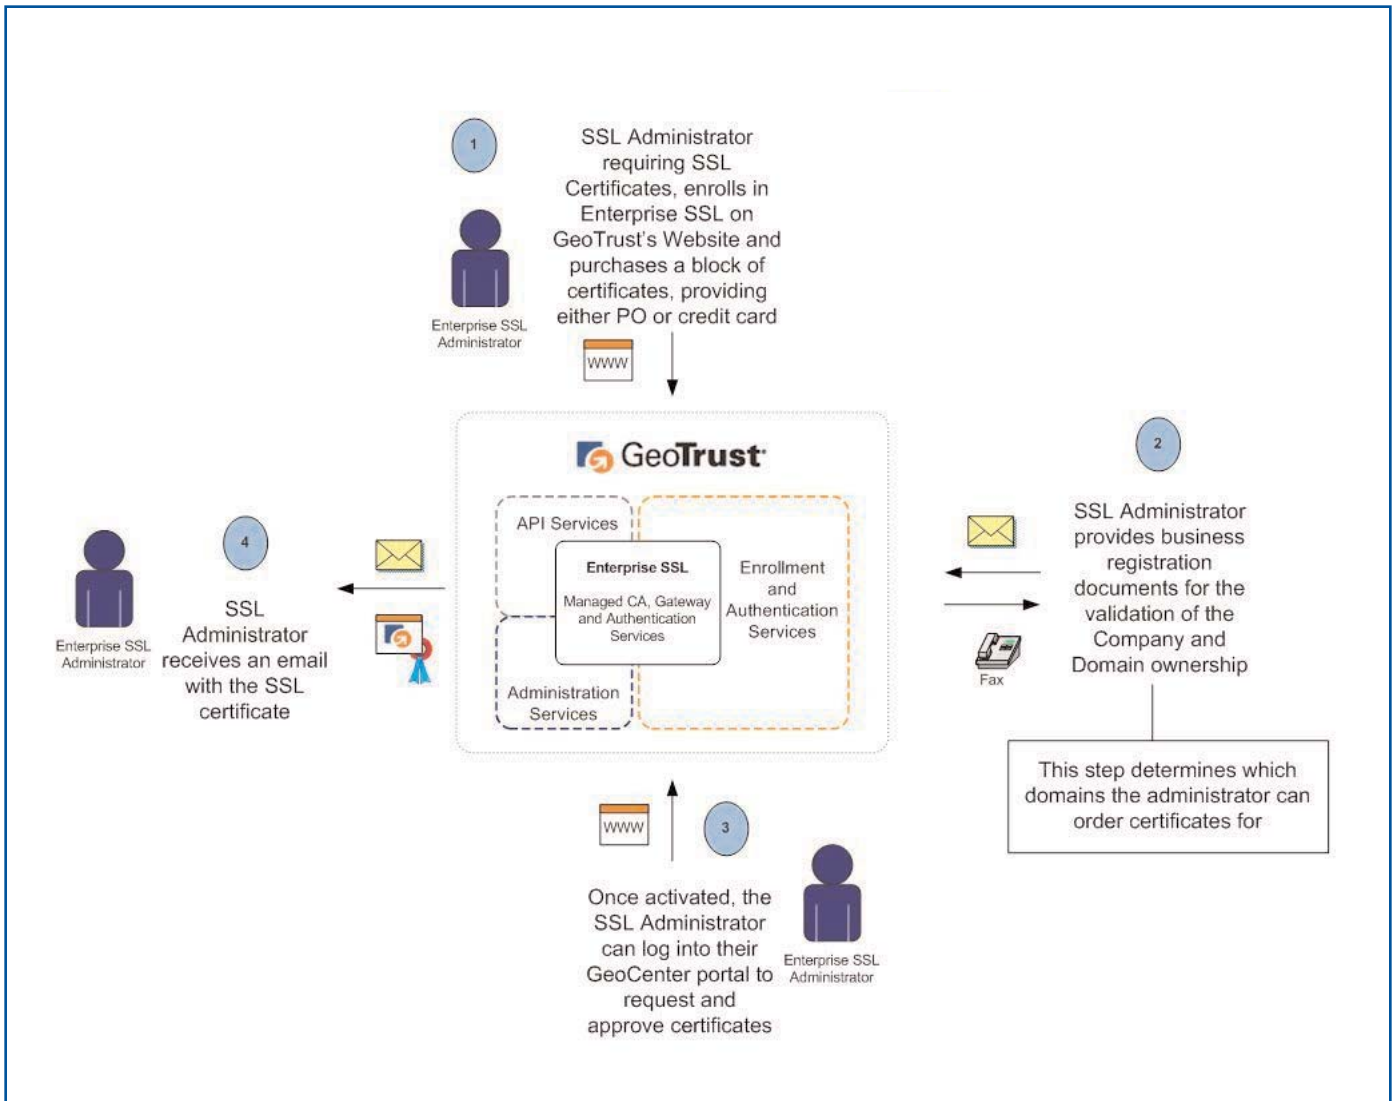 1
SSL Administrator
requiring SSL
Certificates, enrolls in
Enterprise SSL on
GeoTrust's Website and
purchases a block of
certificates, providing
either PO or credit card
Enterprise SSL
Administrator
www
GeoTrust
API Services
Enterprise SSL
Managed CA, Gateway
and Authentication
Services
Enrollment
and
Authentication
Services
Administration
Services
2
SSL Administrator
provides business
registration
documents for the
validation of the
Company and
Domain ownership
Fax
This step determines which
domains the administrator can
order certificates for
www
3
Once activated, the
SSL Administrator
can log into their
GeoCenter portal to
request and
approve certificates
Enterprise SSL
Administrator
4
SSL
Administrator
receives an email
with the SSL
certificate
Enterprise SSL
Administrator